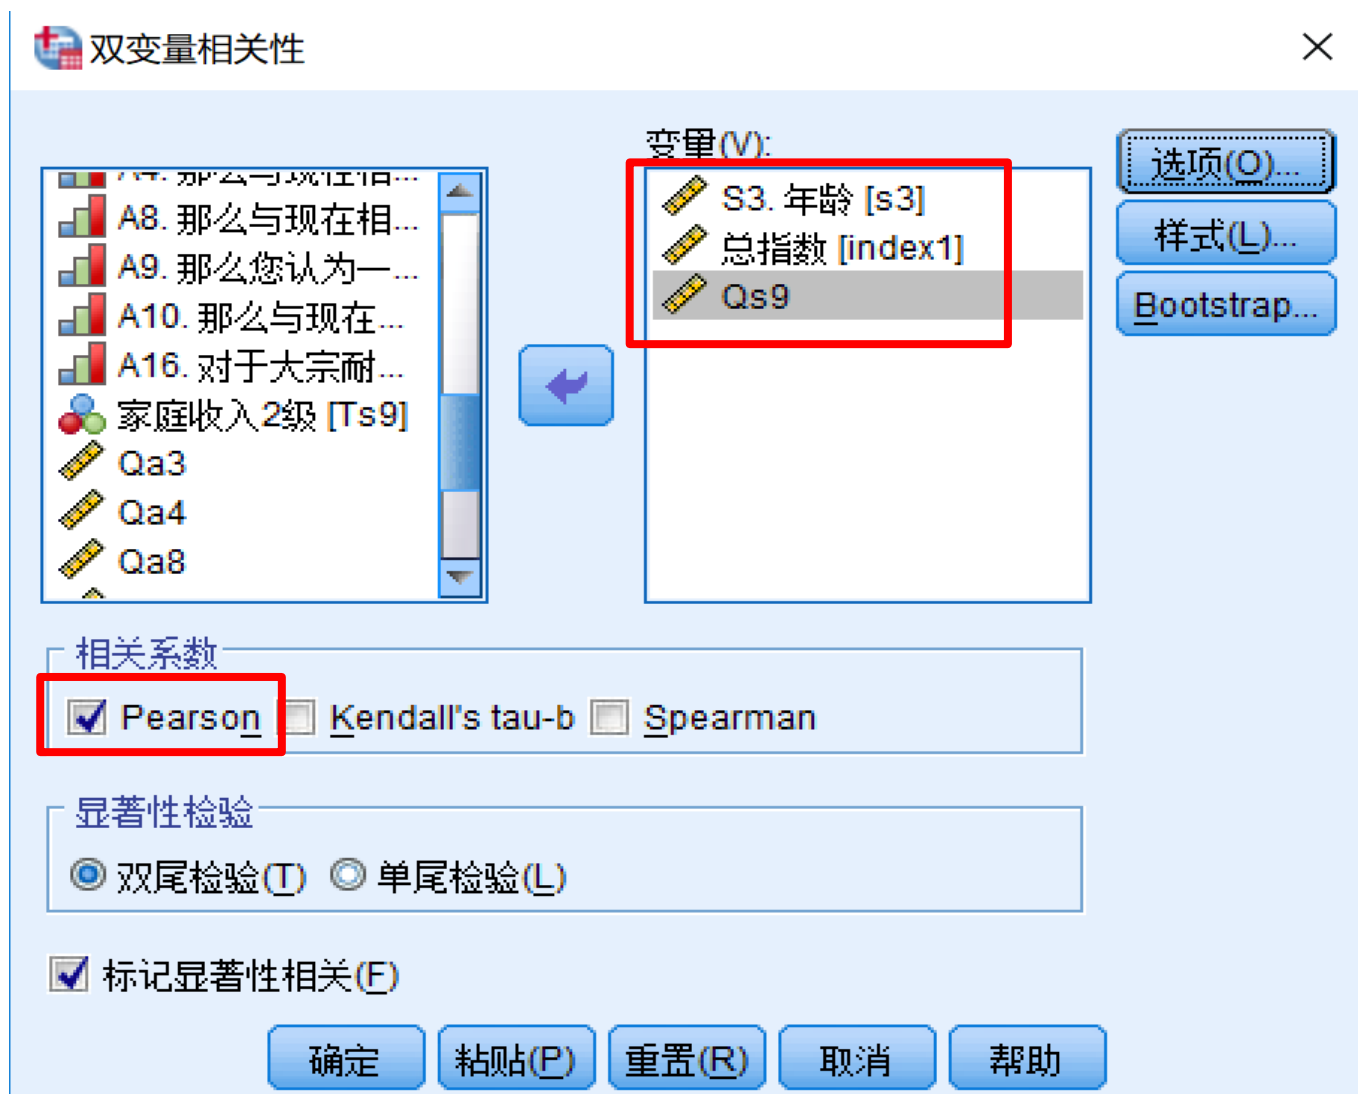 双变量相关性
变量(V):
A8. 那么与现在相...
A9. 那么您认为一...
A10. 那么与现在...
A16. 对于大宗耐...
家庭收入2级 [Ts9]
Qa3
Qa4
Qa8
S3. 年龄 [s3]
总指数 [index1]
Qs9
选项(O)...
样式(L)...
Bootstrap...
相关系数
Pearson Kendall's tau-b Spearman
显著性检验
双尾检验(T) 单尾检验(L)
标记显著性相关(F)
确定 粘贴(P) 重置(R) 取消 帮助